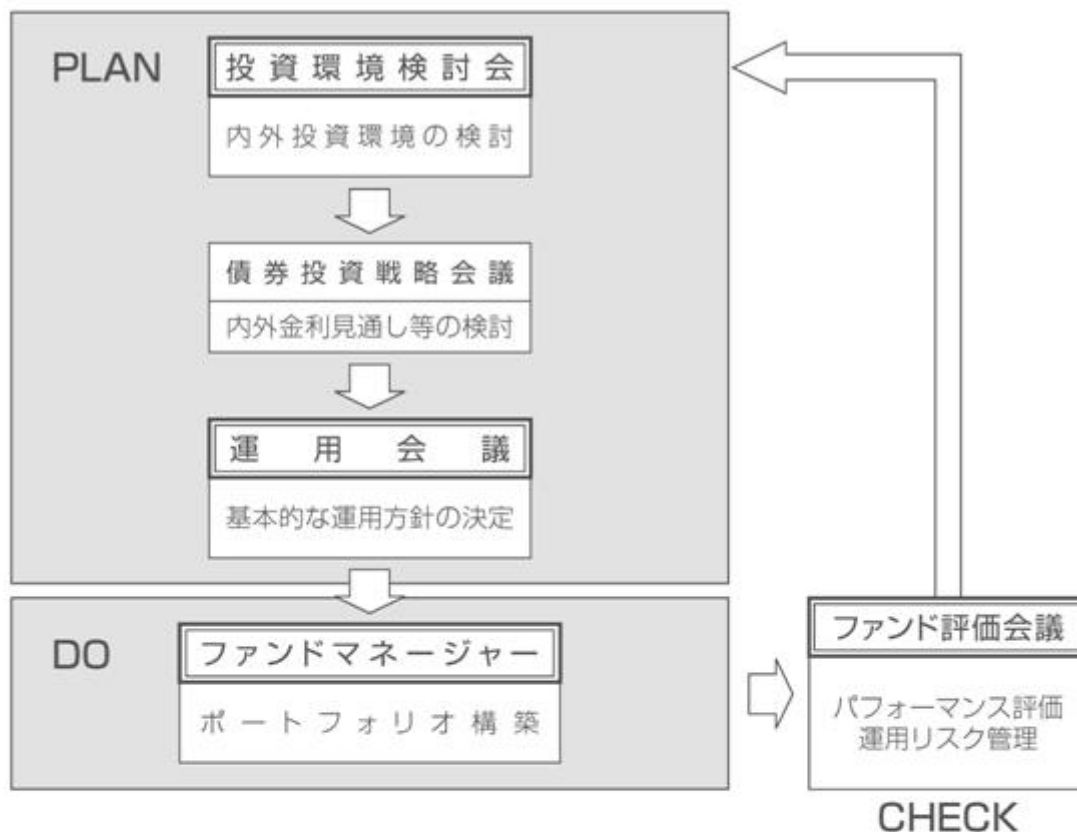 PLAN
投資環境検討会
内外投資環境の検討
債券投資戦略会議
内外金利見通し等の検討
運用会議
基本的な運用方針の決定
DO
ファンドマネージャー
ポートフォリオ構築
ファンド評価会議
パフォーマンス評価
運用リスク管理
CHECK